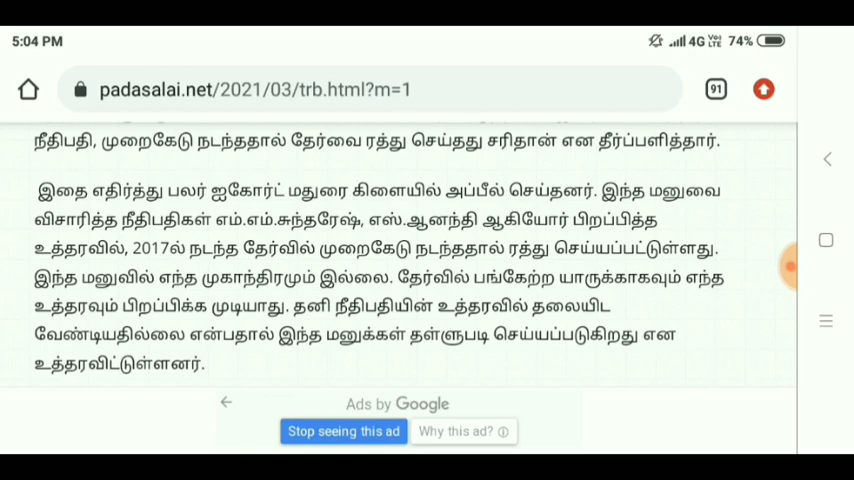 5:04 PM
4G Vo) LTE 74%
padasalai.net/2021/03/trb.html?m=1
91
நீதிபதி, முறைகேடு நடந்ததால் தேர்வை ரத்து செய்தது சரிதான் என தீர்ப்பளித்தார்.
இதை எதிர்த்து பலர் ஐகோர்ட் மதுரை கிளையில் அப்பீல் செய்தனர். இந்த மனுவை
விசாரித்த நீதிபதிகள் எம்.எம்.சுந்தரேஷ், எஸ்.ஆனந்தி ஆகியோர் பிறப்பித்த
உத்தரவில், 2017ல் நடந்த தேர்வில் முறைகேடு நடந்ததால் ரத்து செய்யப்பட்டுள்ளது.
இந்த மனுவில் எந்த முகாந்திரமும் இல்லை. தேர்வில் பங்கேற்ற யாருக்காகவும் எந்த
உத்தரவும் பிறப்பிக்க முடியாது. தனி நீதிபதியின் உத்தரவில் தலையிட
வேண்டியதில்லை என்பதால் இந்த மனுக்கள் தள்ளுபடி செய்யப்படுகிறது என
உத்தரவிட்டுள்ளனர்.
Ads by Google
Stop seeing this ad
Why this ad?